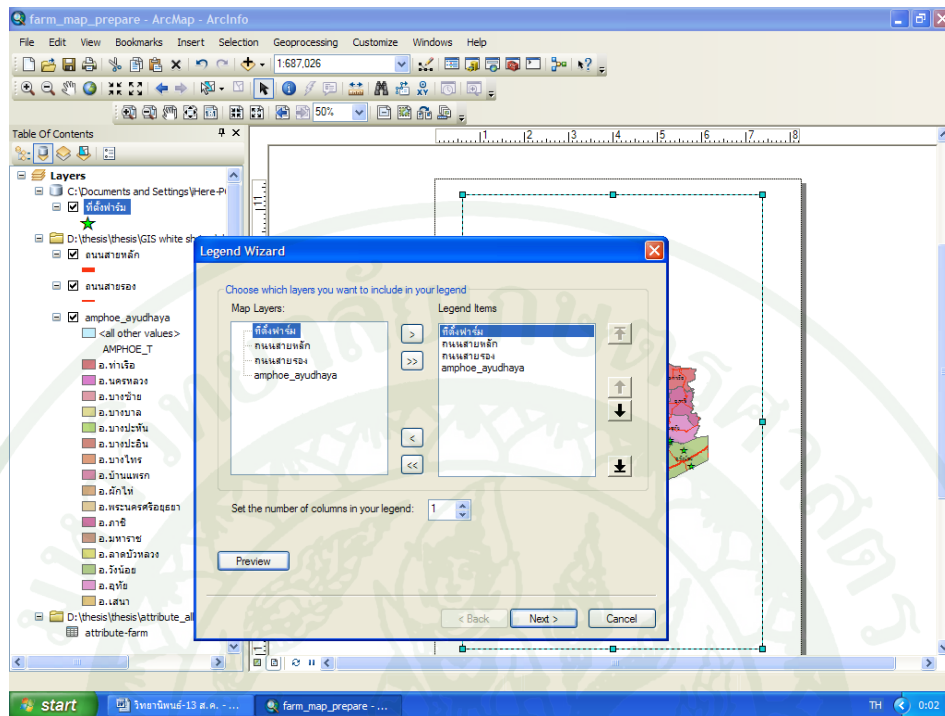 farm_map_prepare - ArcMap - ArcInfo
File Edit View Bookmarks Insert Selection Geoprocessing Customize Windows Help
1:687,026
50%
Table Of Contents
1 2 3 4 5 6 7 8
Layers
C:\Documents and Settings\Here-P
ที่ตั้งฟาร์ม
D:\thesis\thesis\GIS white
ถนนสายหลัก
ถนนสายรอง
amphoe_ayudhaya
<all other values>
AMPHOE_T
อ.ท่าเรือ
อ.นครหลวง
อ.บางซ้าย
อ.บางบาล
อ.บางปะหัน
อ.บางปะอิน
อ.บางไทร
อ.บ้านแพรก
อ.ผักไห่
อ.พระนครศรีอยุธยา
อ.ภาชี
อ.มหาราช
อ.ลาดบัวหลวง
อ.วังน้อย
อ.อุทัย
อ.เสนา
D:\thesis\thesis\attribute_all
attribute-farm
Legend Wizard
Choose which layers you want to include in your legend
Map Layers:
Legend Items
ที่ตั้งฟาร์ม
ถนนสายหลัก
ถนนสายรอง
amphoe_ayudhaya
>
>>
<
<<
ที่ตั้งฟาร์ม
ถนนสายหลัก
ถนนสายรอง
amphoe_ayudhaya
Set the number of columns in your legend: 1
Preview
< Back Next > Cancel
start
วิทยานิพนธ์-13 ส.ค. - ...
farm_map_prepare - ...
TH 0:02